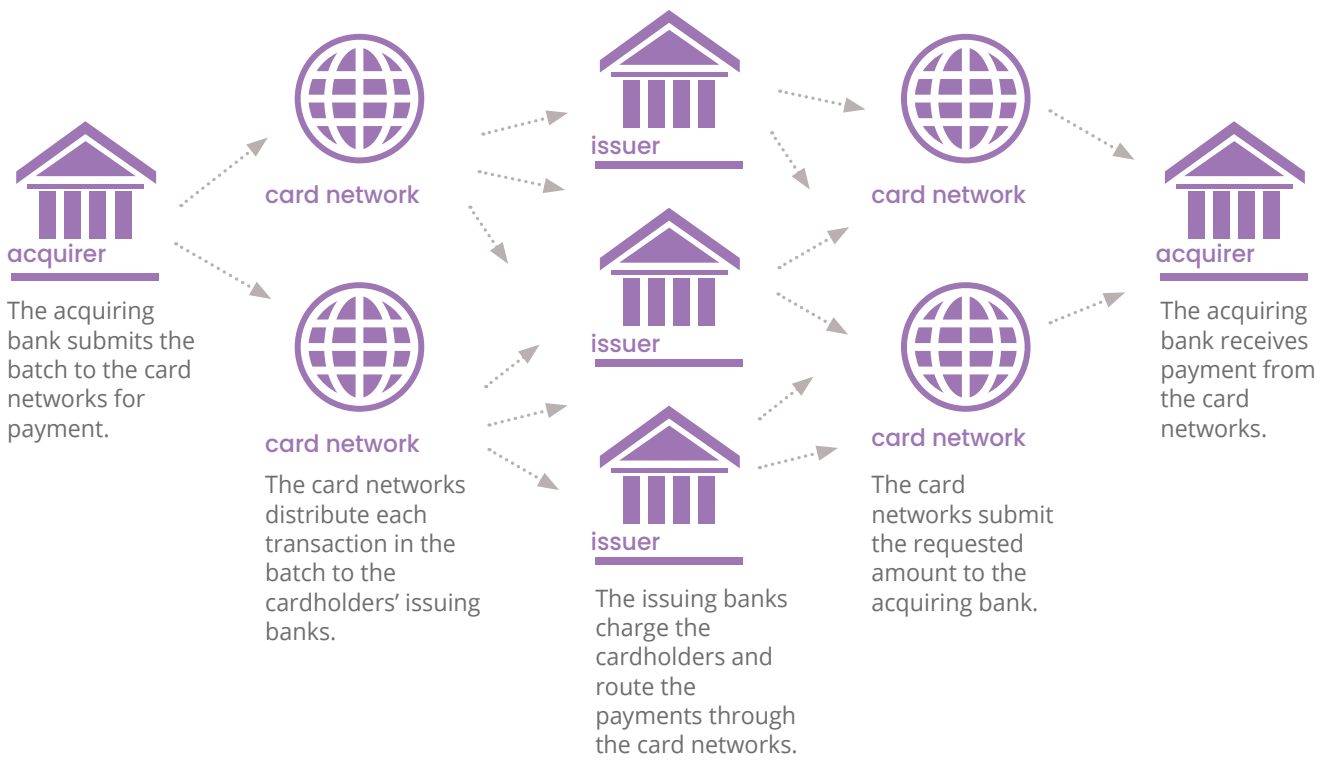 acquirer
The acquiring
bank submits the
batch to the card
networks for
payment.
card network
card network
The card networks
distribute each
transaction in the
batch to the
cardholders’ issuing
banks.
issuer
issuer
issuer
The issuing banks
charge the
cardholders and
route the
payments through
the card networks.
card network
card network
The card
networks submit
the requested
amount to the
acquiring bank.
acquirer
The acquiring
bank receives
payment from
the card
networks.